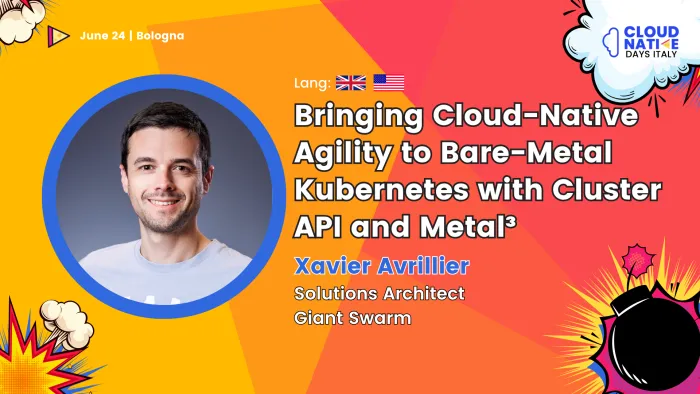 June 24 | Bologna
CLOUD
NATIVE
DAYS ITALY
Lang:
Bringing Cloud-Native
Agility to Bare-Metal
Kubernetes with Cluster
API and Metal³
Xavier Avrillier
Solutions Architect
Giant Swarm